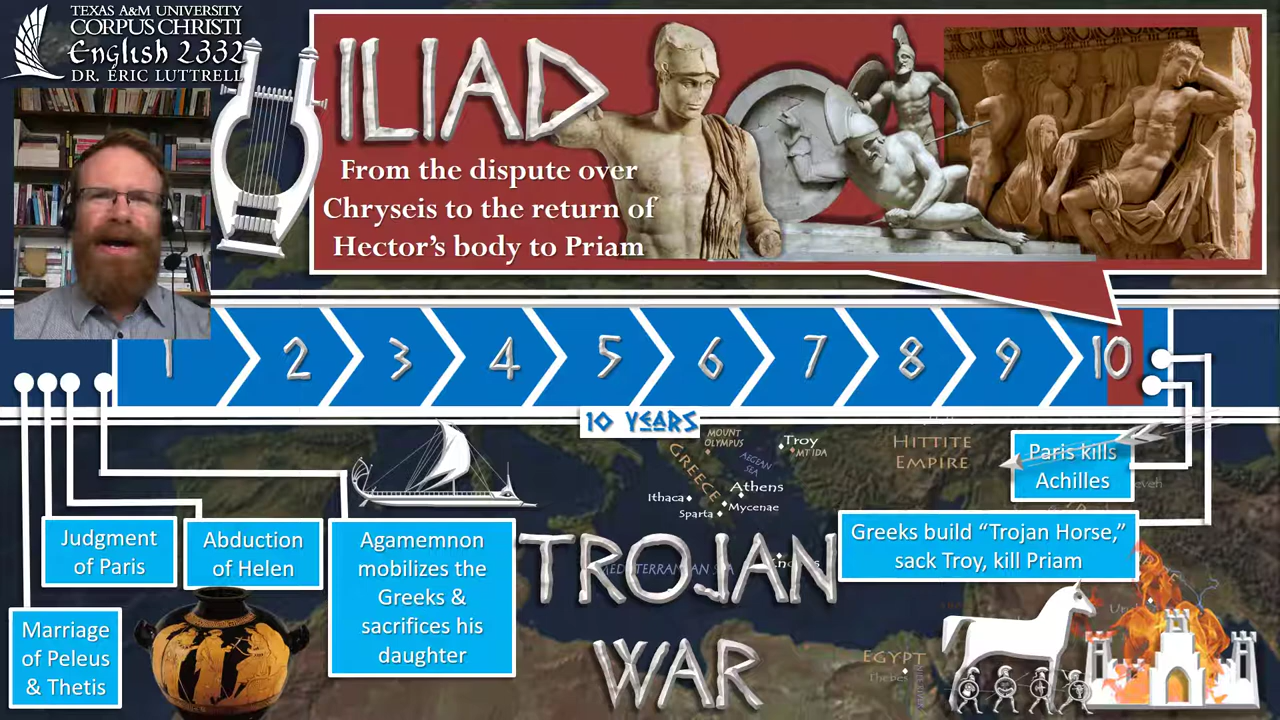 TEXAS A&M UNIVERSITY
CORPUS CHRISTI
English 2332
DR. ERIC LUTTRELL
ILIAD
From the dispute over
Chryseis to the return of
Hector's body to Priam
1 2 3 4 5 6 7 8 9 10
10 YEARS
MOUNT
OLYMPUS
Troy
MT IDA
GREECE
AEGEAN
SEA
HITTITE
EMPIRE
Athens
Ithaca
Mycenae
Sparta
Paris kills
Achilles
Judgment
of Paris
Abduction
of Helen
Agamemnon
mobilizes the
Greeks &
sacrifices his
daughter
Marriage
of Peleus
& Thetis
TROJAN
WAR
Greeks build “Trojan Horse,”
sack Troy, kill Priam
EGYPT
Thebes